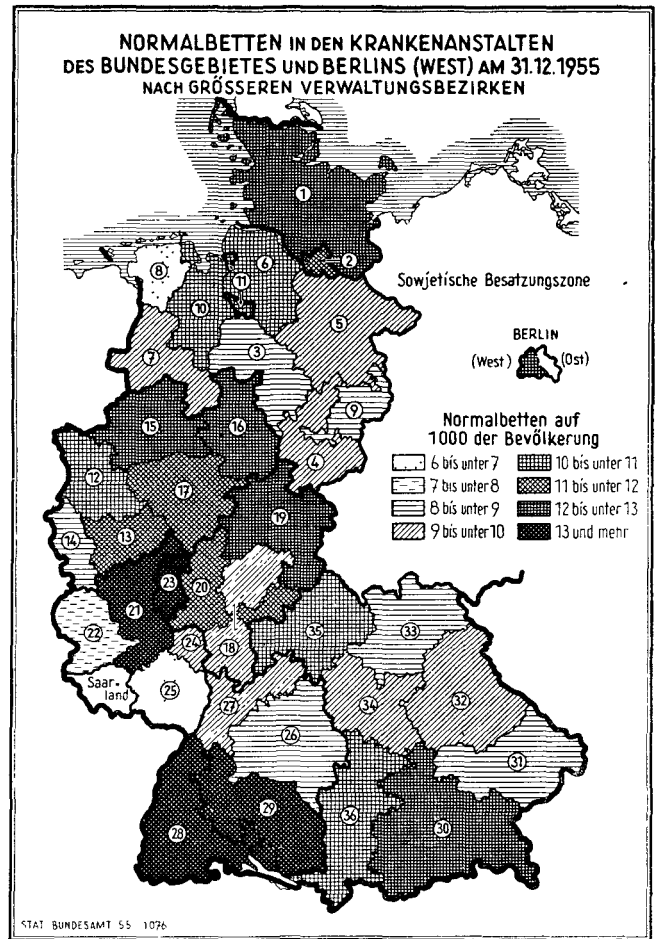 NORMALBETTEN IN DEN KRANKENANSTALTEN
DES BUNDESGEBIETES UND BERLINS (WEST) AM 31.12.1955
NACH GRÖSSEREN VERWALTUNGSBEZIRKEN
1
2
8
6
11
Sowjetische Besatzungszone
10
5
7
3
BERLIN
(West) (Ost)
9
15
16
4
Normalbetten auf
1000 der Bevölkerung
6 bis unter 7
10 bis unter 11
7 bis unter 8
11 bis unter 12
8 bis unter 9
12 bis unter 13
9 bis unter 10
13 und mehr
12
17
19
14
13
23
20
21
22
24
18
35
33
Saar-
land
25
27
34
32
26
31
29
28
36
30
STAT BUNDESAMT 55 1076